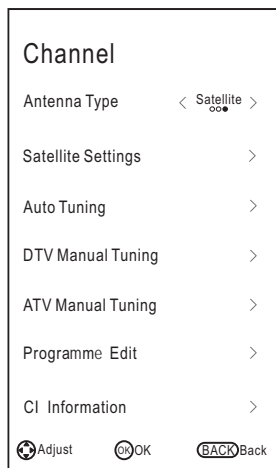 Channel
Antenna Type < Satellite >
Satellite Settings >
Auto Tuning >
DTV Manual Tuning >
ATV Manual Tuning >
Programme Edit >
CI Information >
Adjust OK OK BACK Back